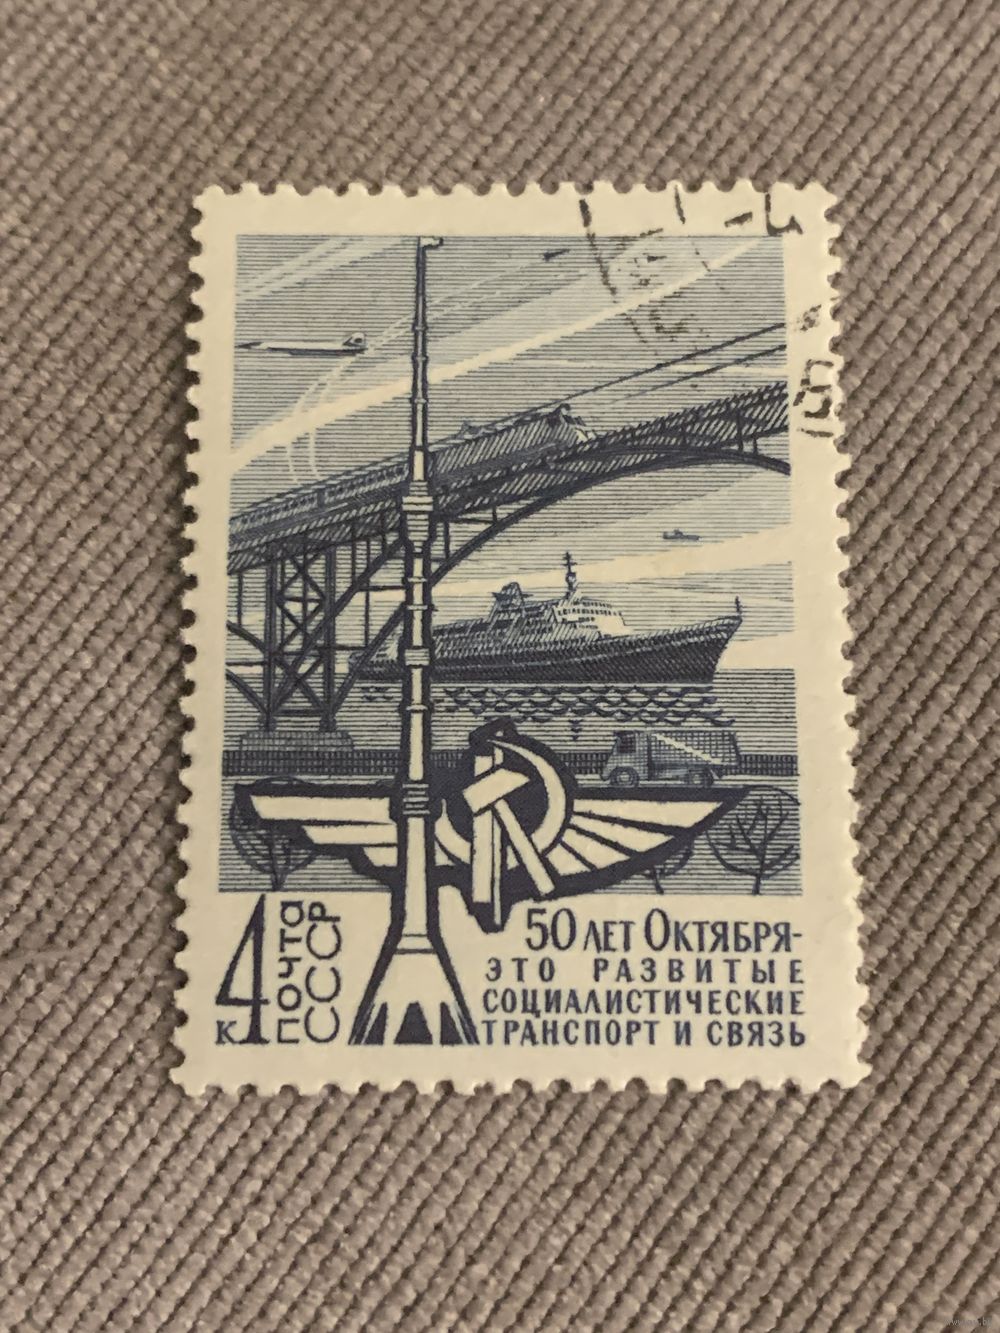 4
к
ПОЧТА
СССР
50 ЛЕТ ОКТЯБРЯ-
ЭТО РАЗВИТЫЕ
СОЦИАЛИСТИЧЕСКИЕ
ТРАНСПОРТ И СВЯЗЬ